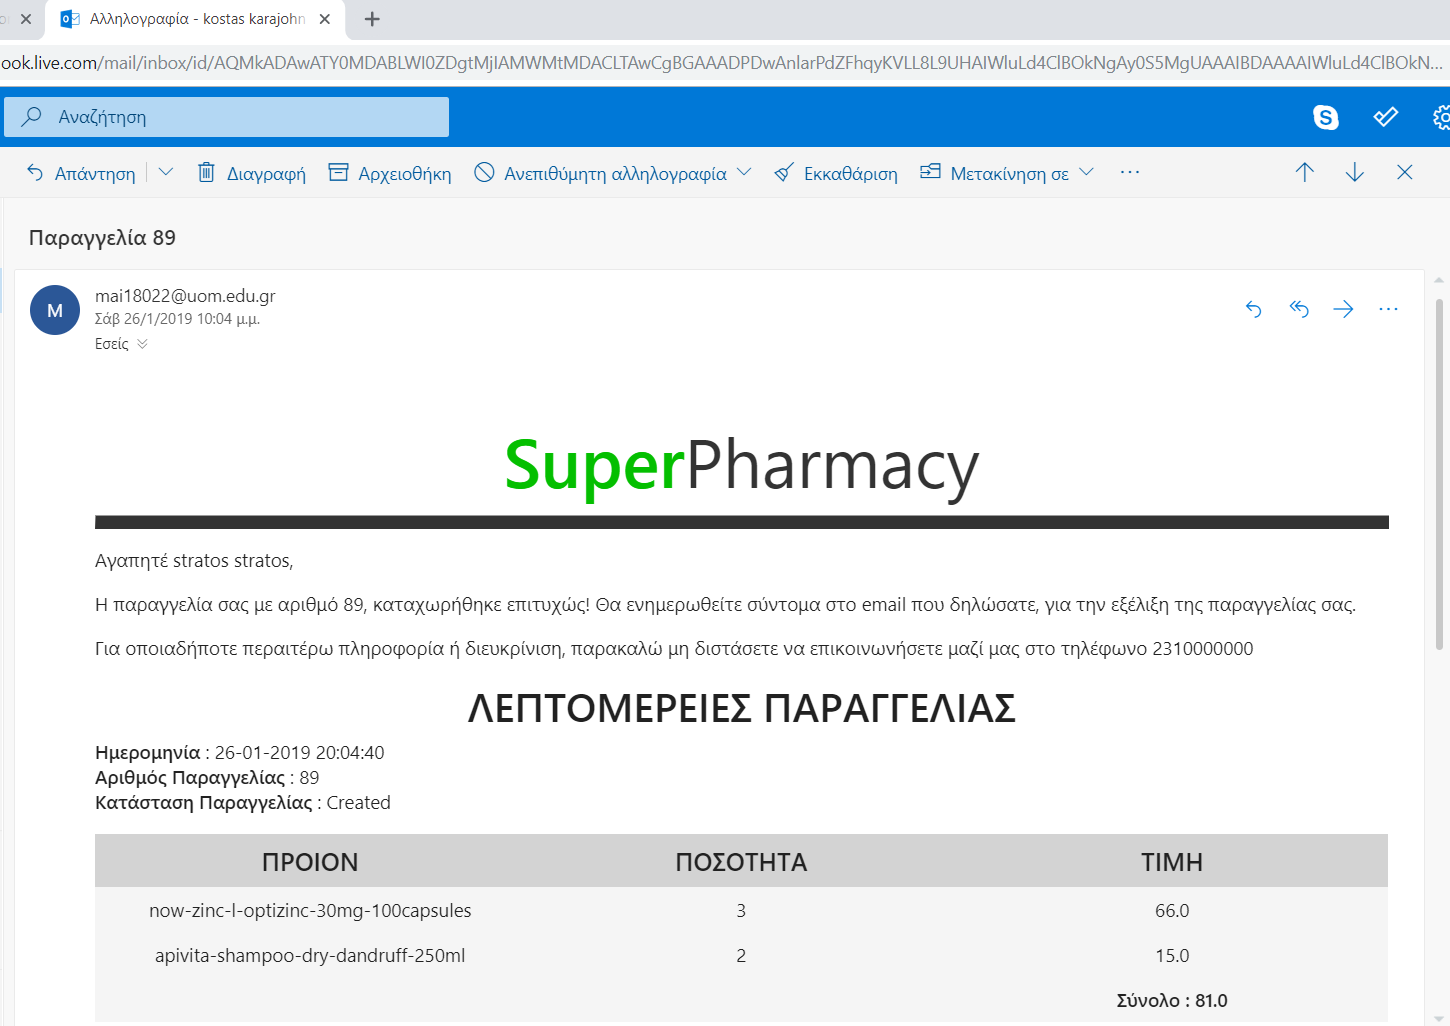 Αλληλογραφία - kostas karajohn
ook.live.com/mail/inbox/id/AQMkADAwATY0MDABLWI0ZDgtMjIAMWMtMDACLTAwCgBGAAADPDwAnlarPdZFhqyKVLL8L9UHAIWluLd4ClBOkNgAy0S5MgUAAAIBDAAAAIWluLd4ClBOkN...
Αναζήτηση
Απάντηση Διαγραφή Αρχειοθήκη Ανεπιθύμητη αλληλογραφία Εκκαθάριση Μετακίνηση σε ...
Παραγγελία 89
M
mai18022@uom.edu.gr
Σάβ 26/1/2019 10:04 μ.μ.
Εσείς
SuperPharmacy
Αγαπητέ stratos stratos,
Η παραγγελία σας με αριθμό 89, καταχωρήθηκε επιτυχώς! Θα ενημερωθείτε σύντομα στο email που δηλώσατε, για την εξέλιξη της παραγγελίας σας.
Για οποιαδήποτε περαιτέρω πληροφορία ή διευκρίνιση, παρακαλώ μη διστάσετε να επικοινωνήσετε μαζί μας στο τηλέφωνο 2310000000
ΛΕΠΤΟΜΕΡΕΙΕΣ ΠΑΡΑΓΓΕΛΙΑΣ
Ημερομηνία : 26-01-2019 20:04:40
Αριθμός Παραγγελίας : 89
Κατάσταση Παραγγελίας : Created
ΠΡΟΙΟΝ ΠΟΣΟΤΗΤΑ ΤΙΜΗ
now-zinc-l-optizinc-30mg-100capsules 3 66.0
apivita-shampoo-dry-dandruff-250ml 2 15.0
Σύνολο : 81.0